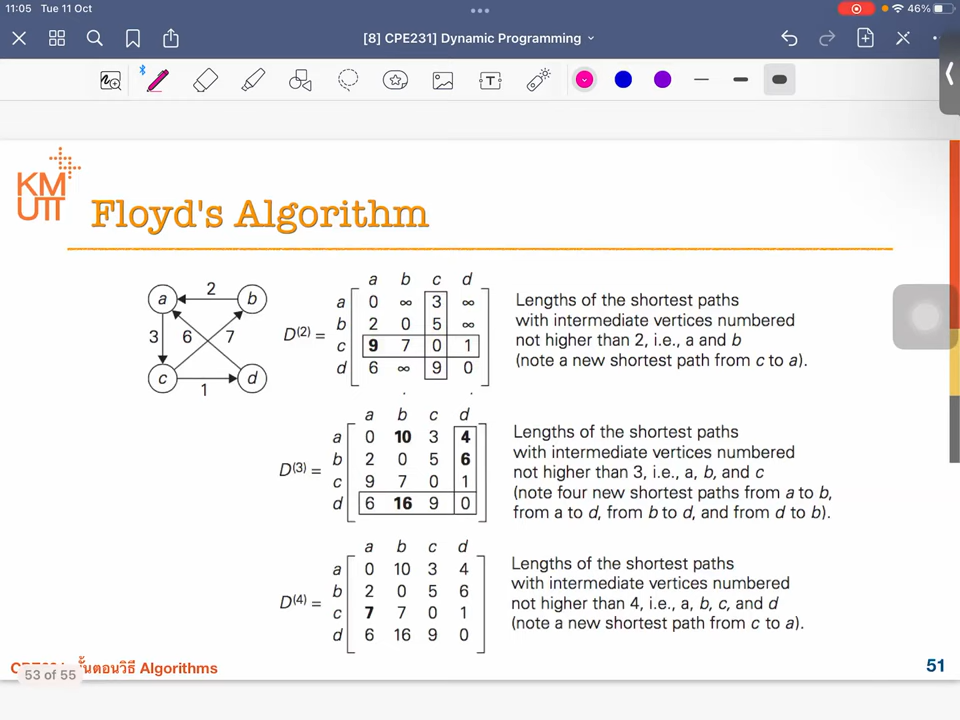 11:05 Tue 11 Oct
46%
[8] CPE231] Dynamic Programming
KM
UTT
Floyd's Algorithm
a 2 b
3 6 7
c 1 d
a b c d
a 0 ∞ 3 ∞
b 2 0 5 ∞
D(2) =
c 9 7 0 1
d 6 ∞ 9 0
Lengths of the shortest paths
with intermediate vertices numbered
not higher than 2, i.e., a and b
(note a new shortest path from c to a).
a b c d
a 0 10 3 4
b 2 0 5 6
D(3) =
c 9 7 0 1
d 6 16 9 0
Lengths of the shortest paths
with intermediate vertices numbered
not higher than 3, i.e., a, b, and c
(note four new shortest paths from a to b,
from a to d, from b to d, and from d to b).
a b c d
a 0 10 3 4
b 2 0 5 6
D(4) =
c 7 7 0 1
d 6 16 9 0
Lengths of the shortest paths
with intermediate vertices numbered
not higher than 4, i.e., a, b, c, and d
(note a new shortest path from c to a).
Algorithms
51
53 of 55